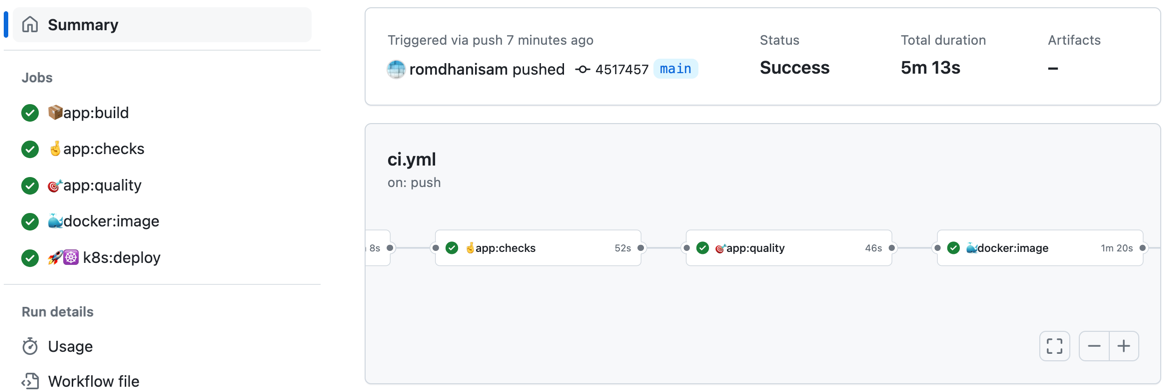 Summary
Jobs
📦app:build
🤞app:checks
🎯app:quality
🐳docker:image
🚀☸️ k8s:deploy
Run details
Usage
Workflow file
Triggered via push 7 minutes ago
romdhanisam pushed 4517457 main
Status
Success
Total duration
5m 13s
Artifacts
–
ci.yml
on: push
8s
🤞app:checks 52s
🎯app:quality 46s
🐳docker:image 1m 20s